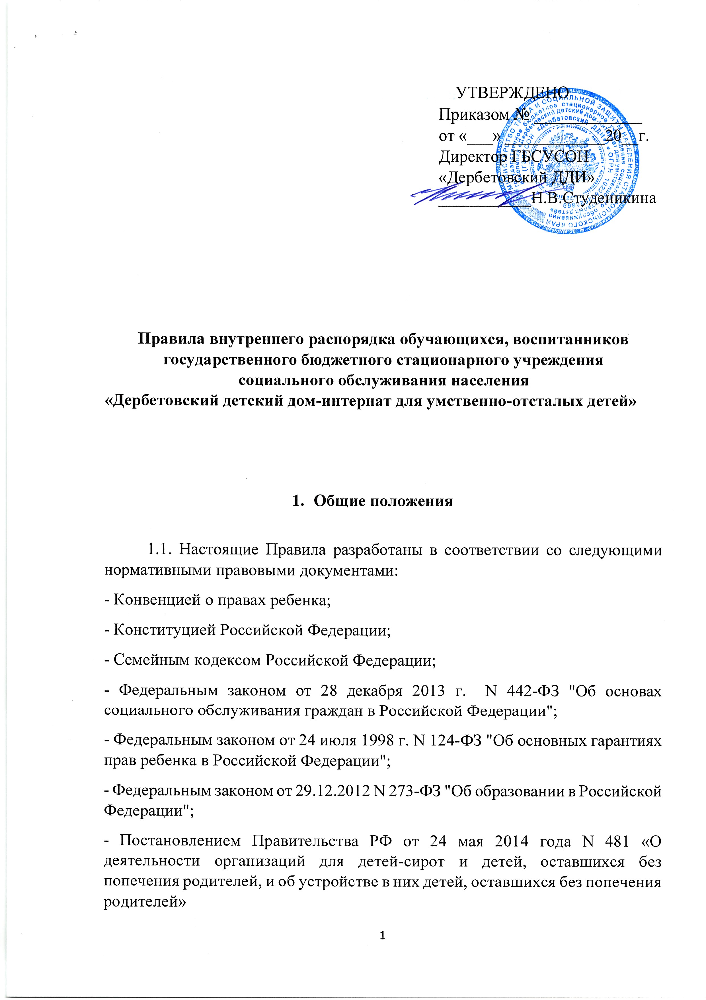 УТВЕРЖДЕНО
Приказом № _____________
от «___» ____________20__г.
Директор ГБСУСОН
«Дербетовский ДДИ»
___________Н.В.Студеникина
Правила внутреннего распорядка обучающихся, воспитанников
государственного бюджетного стационарного учреждения
социального обслуживания населения
«Дербетовский детский дом-интернат для умственно-отсталых детей»
1. Общие положения
1.1. Настоящие Правила разработаны в соответствии со следующими
нормативными правовыми документами:
- Конвенцией о правах ребенка;
- Конституцией Российской Федерации;
- Семейным кодексом Российской Федерации;
- Федеральным законом от 28 декабря 2013 г. N 442-ФЗ "Об основах
социального обслуживания граждан в Российской Федерации";
- Федеральным законом от 24 июля 1998 г. N 124-ФЗ "Об основных гарантиях
прав ребенка в Российской Федерации";
- Федеральным законом от 29.12.2012 N 273-ФЗ "Об образовании в Российской
Федерации";
- Постановлением Правительства РФ от 24 мая 2014 года N 481 «О
деятельности организаций для детей-сирот и детей, оставшихся без
попечения родителей, и об устройстве в них детей, оставшихся без попечения
родителей»
1